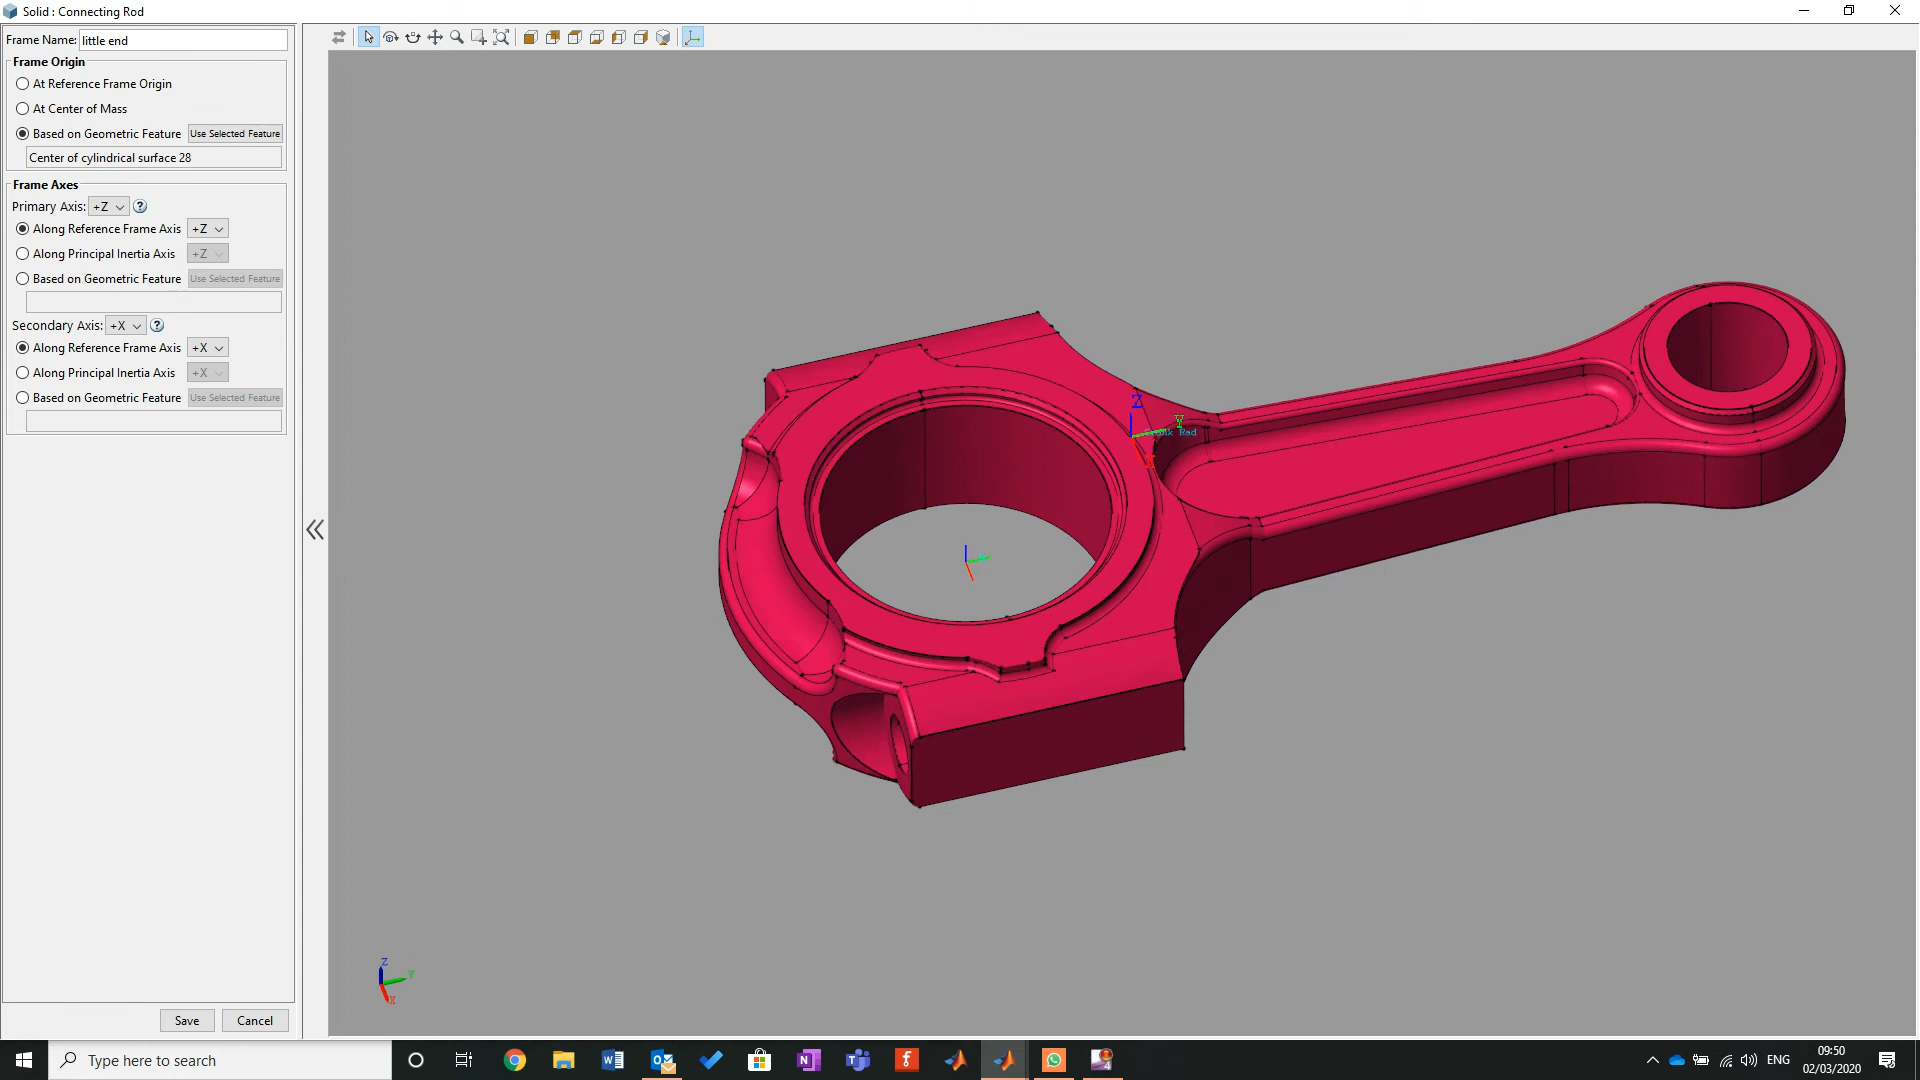 Solid : Connecting Rod
Frame Name: little end
Frame Origin
At Reference Frame Origin
At Center of Mass
Based on Geometric Feature Use Selected Feature
Center of cylindrical surface 28
Frame Axes
Primary Axis: +Z
Along Reference Frame Axis +Z
Along Principal Inertia Axis +Z
Based on Geometric Feature Use Selected Feature
Secondary Axis: +X
Along Reference Frame Axis +X
Along Principal Inertia Axis +X
Based on Geometric Feature Use Selected Feature
Z
Y
Rad
X
Z
Y
X
Save Cancel
Type here to search
ENG
09:50
02/03/2020